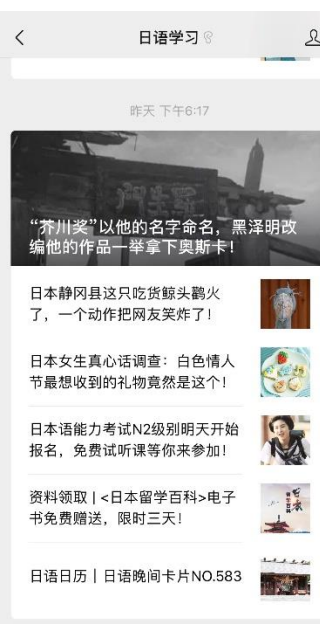 日语学习
昨天 下午6:17
“芥川奖”以他的名字命名，黑泽明改
编他的作品一举拿下奥斯卡！
日本静冈县这只吃货鲸头鹳火
了，一个动作把网友笑炸了！
日本女生真心话调查：白色情人
节最想收到的礼物竟然是这个！
日本语能力考试N2级别明天开始
报名，免费试听课等你来参加！
资料领取 | <日本留学百科>电子
书免费赠送，限时三天！
日语日历 | 日语晚间卡片NO.583